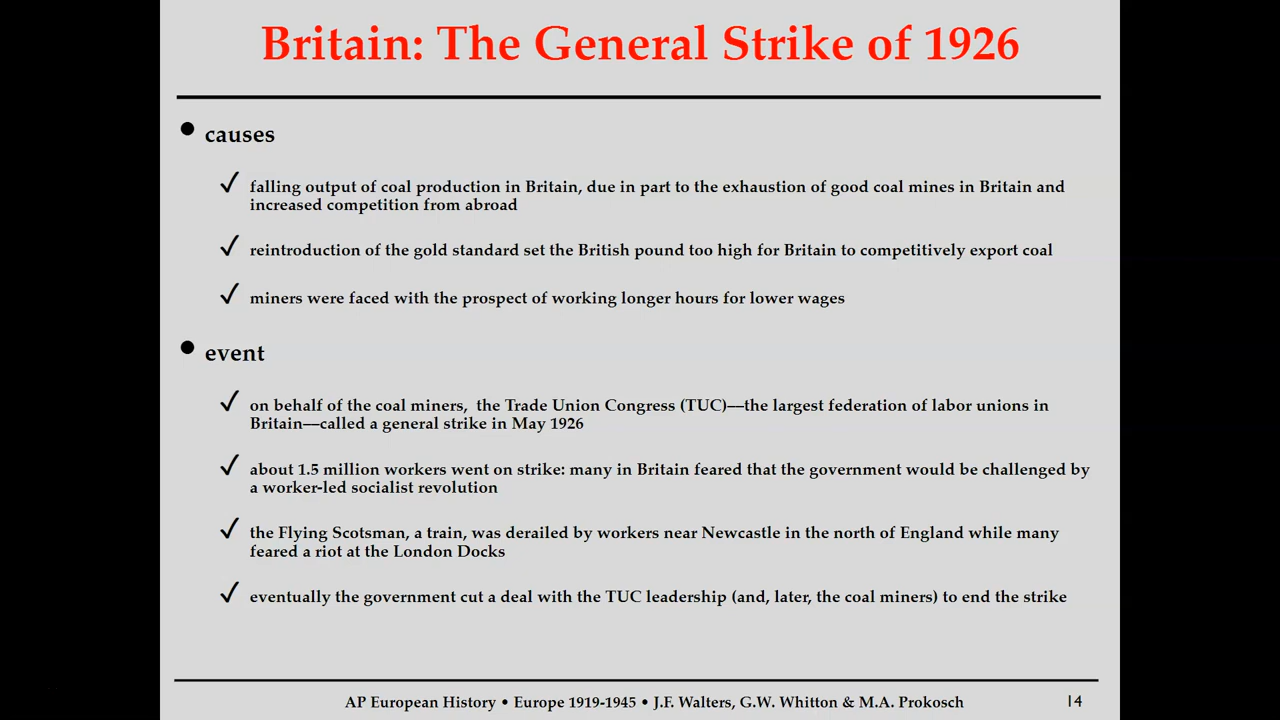 Britain: The General Strike of 1926
● causes
✓ falling output of coal production in Britain, due in part to the exhaustion of good coal mines in Britain and
increased competition from abroad
✓ reintroduction of the gold standard set the British pound too high for Britain to competitively export coal
✓ miners were faced with the prospect of working longer hours for lower wages
● event
✓ on behalf of the coal miners,  the Trade Union Congress (TUC)—the largest federation of labor unions in
Britain—called a general strike in May 1926
✓ about 1.5 million workers went on strike: many in Britain feared that the government would be challenged by
a worker-led socialist revolution
✓ the Flying Scotsman, a train, was derailed by workers near Newcastle in the north of England while many
feared a riot at the London Docks
✓ eventually the government cut a deal with the TUC leadership (and, later, the coal miners) to end the strike
AP European History • Europe 1919-1945 • J.F. Walters, G.W. Whitton & M.A. Prokosch 14